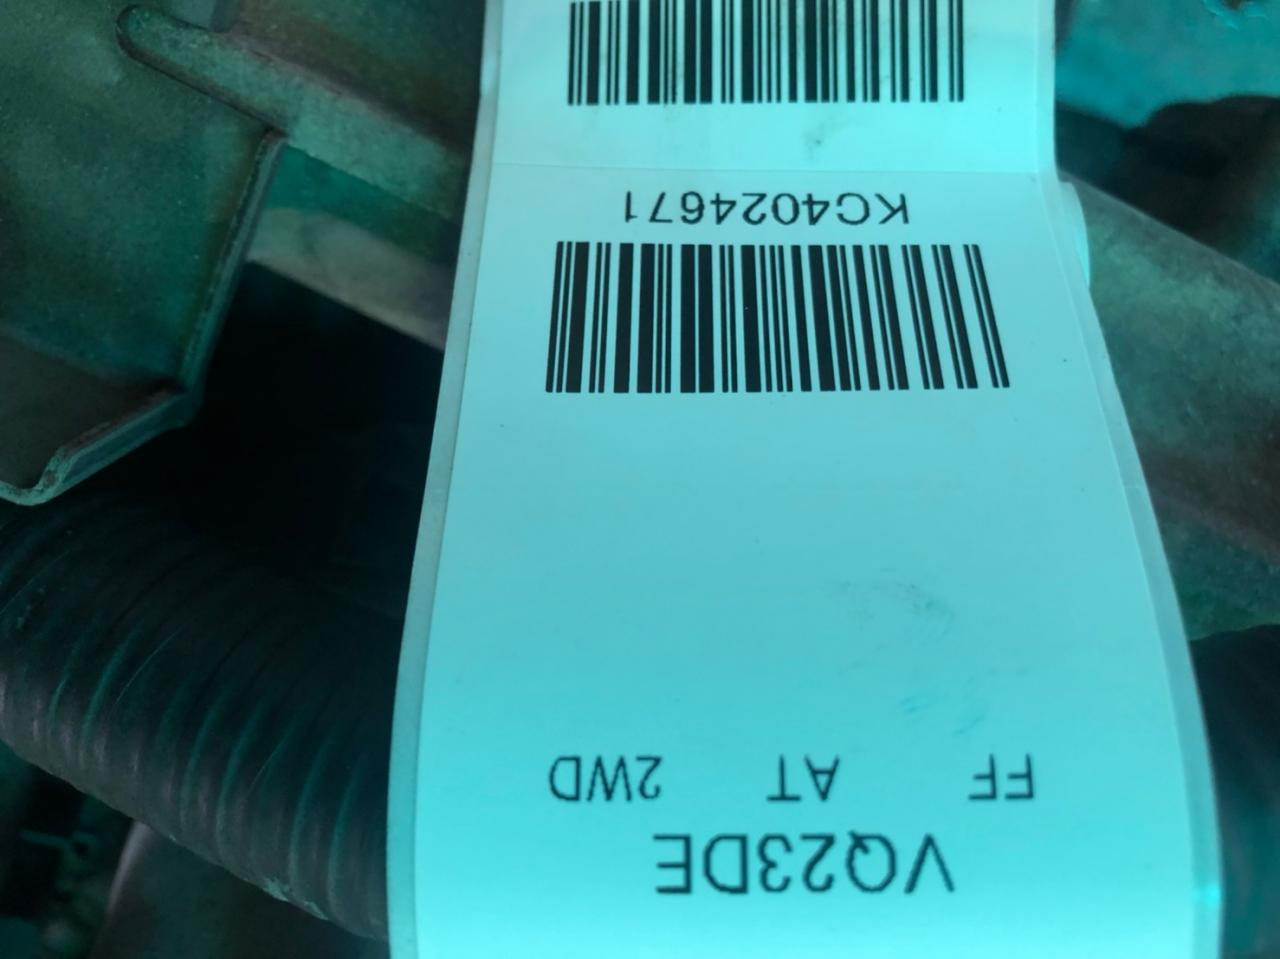 VQ23DE
FF AT 2WD
KC4024671